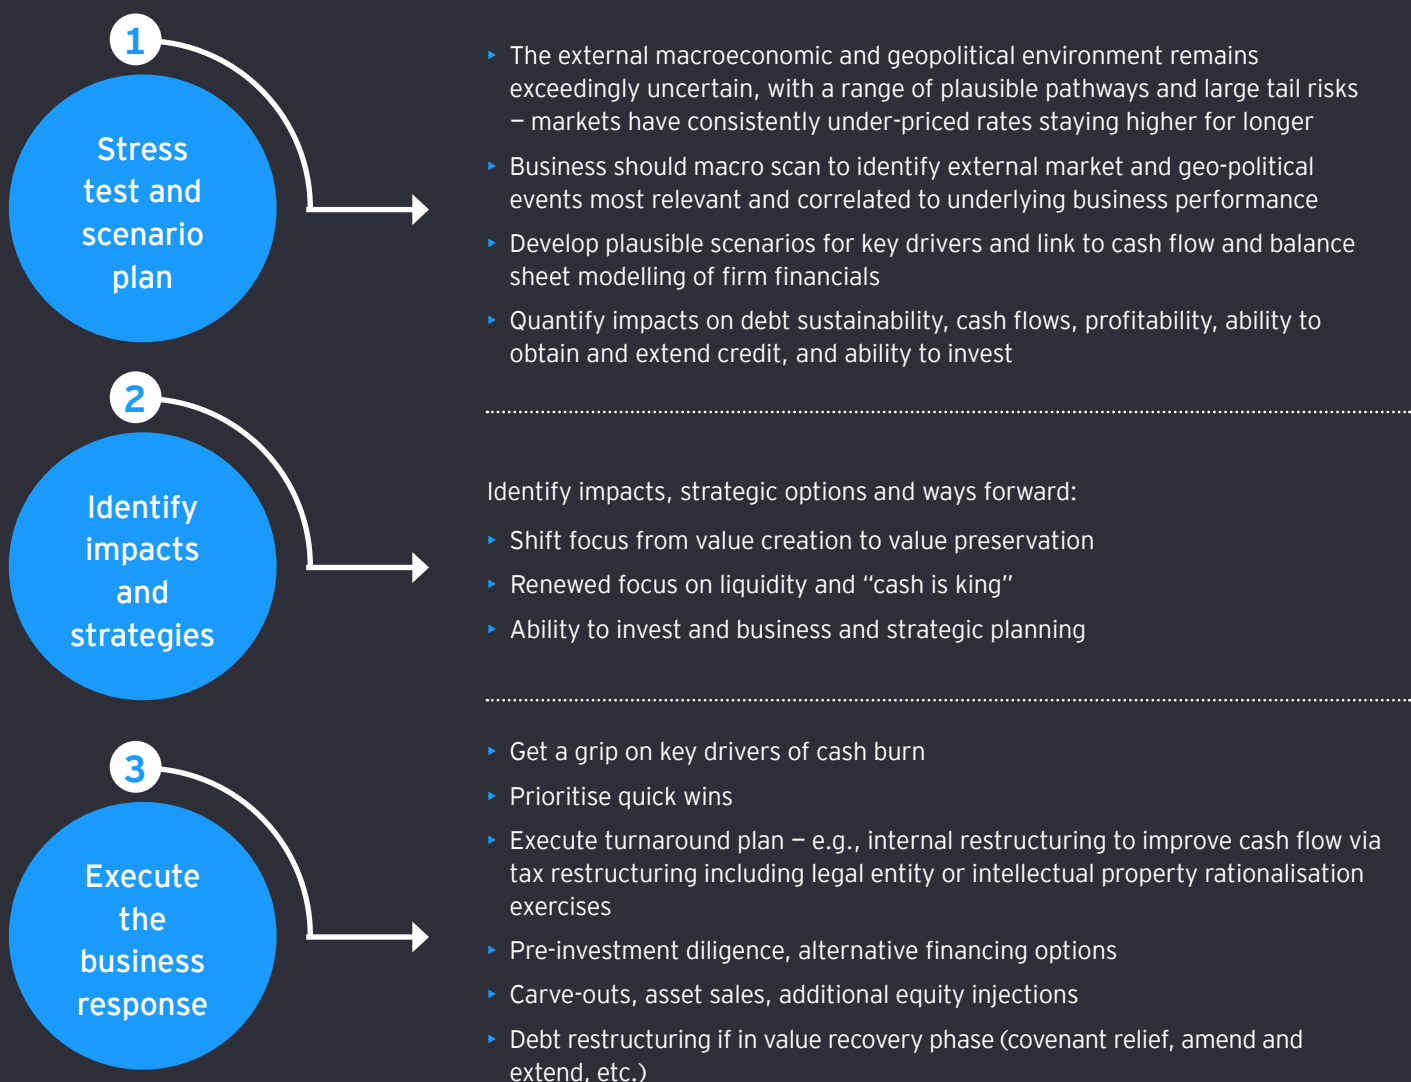 1
Stress
test and
scenario
plan
‣ The external macroeconomic and geopolitical environment remains
exceedingly uncertain, with a range of plausible pathways and large tail risks
– markets have consistently under-priced rates staying higher for longer
‣ Business should macro scan to identify external market and geo-political
events most relevant and correlated to underlying business performance
‣ Develop plausible scenarios for key drivers and link to cash flow and balance
sheet modelling of firm financials
‣ Quantify impacts on debt sustainability, cash flows, profitability, ability to
obtain and extend credit, and ability to invest
2
Identify
impacts
and
strategies
Identify impacts, strategic options and ways forward:
‣ Shift focus from value creation to value preservation
‣ Renewed focus on liquidity and “cash is king”
‣ Ability to invest and business and strategic planning
3
Execute
the
business
response
‣ Get a grip on key drivers of cash burn
‣ Prioritise quick wins
‣ Execute turnaround plan – e.g., internal restructuring to improve cash flow via
tax restructuring including legal entity or intellectual property rationalisation
exercises
‣ Pre-investment diligence, alternative financing options
‣ Carve-outs, asset sales, additional equity injections
‣ Debt restructuring if in value recovery phase (covenant relief, amend and
extend, etc.)